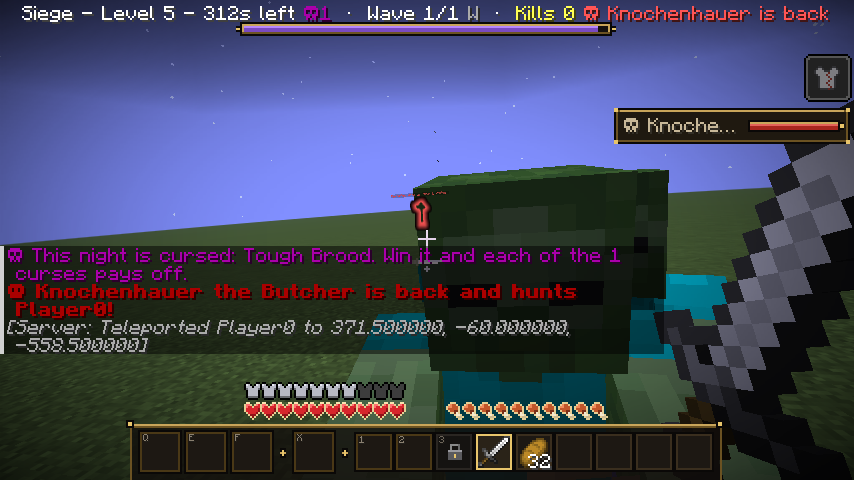 Siege - Level 5 - 312s left 1 · Wave 1/1 W · Kills 0 Knochenhauer is back
Knoche...
This night is cursed: Tough Brood. Win it and each of the 1
curses pays off.
Knochenhauer the Butcher is back and hunts
Player0!
[Server: Teleported Player0 to 371.500000, -60.000000,
-558.500000]
Q E F X 1 2 3
32